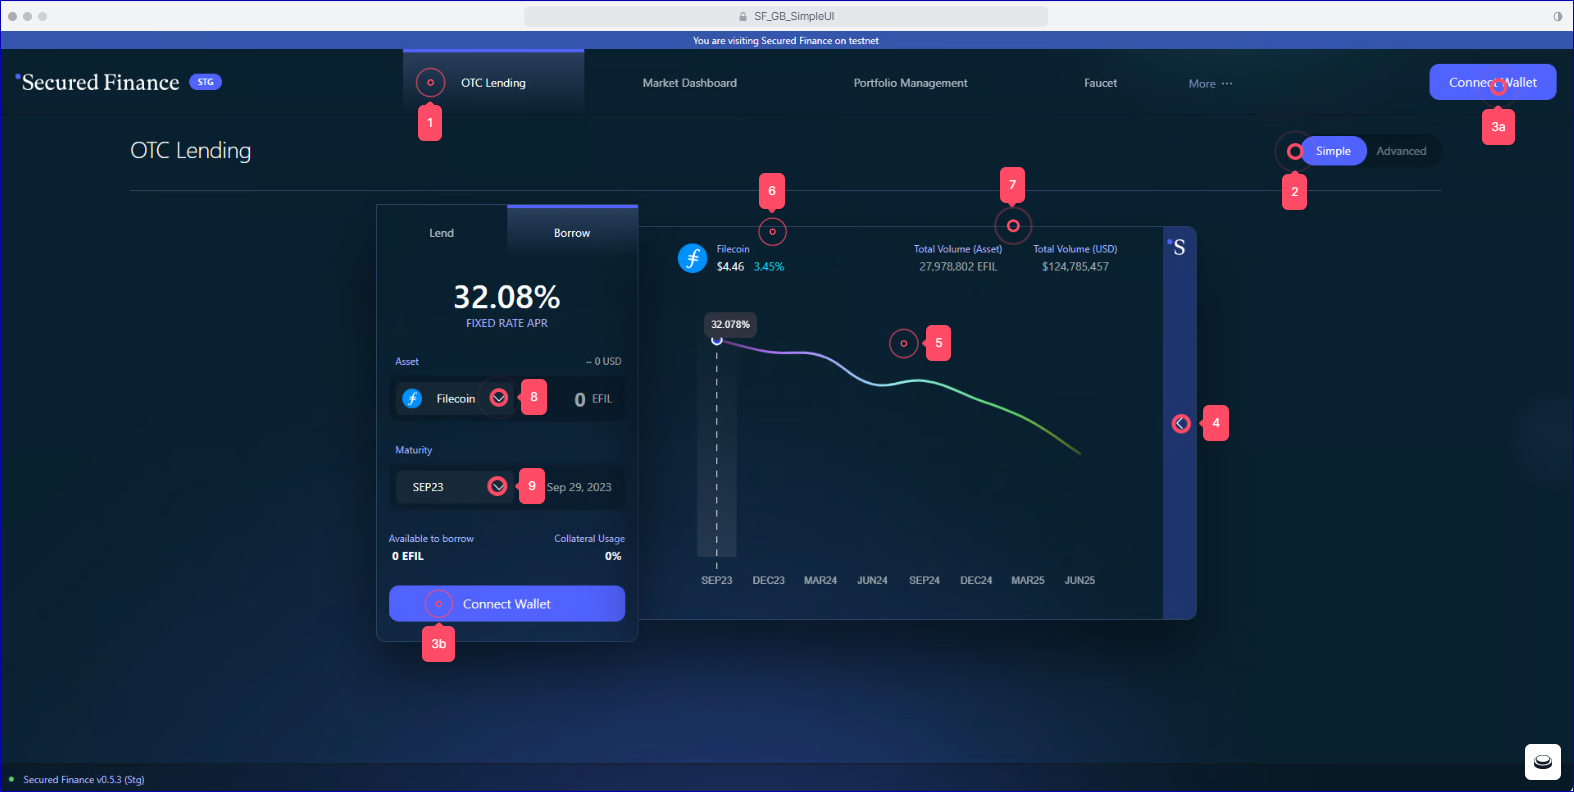 SF_GB_SimpleUI
You are visiting Secured Finance on testnet
Secured Finance STG
OTC Lending
Market Dashboard
Portfolio Management
Faucet
More ···
Connect Wallet
1
3a
OTC Lending
Simple
Advanced
2
6
7
Lend
Borrow
32.08%
FIXED RATE APR
Asset
~ 0 USD
Filecoin
8
0 EFIL
Maturity
SEP23
9
Sep 29, 2023
Available to borrow
Collateral Usage
0 EFIL
0%
Connect Wallet
3b
Filecoin
$4.46 3.45%
Total Volume (Asset)
27,978,802 EFIL
Total Volume (USD)
$124,785,457
S
32.078%
5
4
SEP23 DEC23 MAR24 JUN24 SEP24 DEC24 MAR25 JUN25
Secured Finance v0.5.3 (Stg)